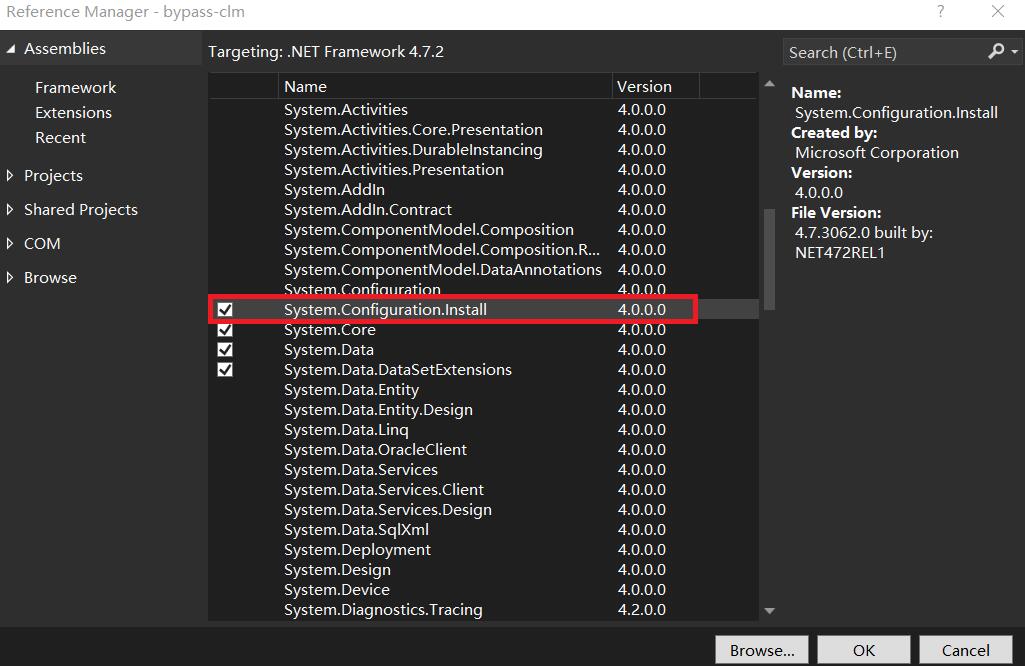 Reference Manager - bypass-clm
?
Assemblies
Framework
Extensions
Recent
Projects
Shared Projects
COM
Browse
Targeting: .NET Framework 4.7.2
Search (Ctrl+E)
Name Version
System.Activities 4.0.0.0
System.Activities.Core.Presentation 4.0.0.0
System.Activities.DurableInstancing 4.0.0.0
System.Activities.Presentation 4.0.0.0
System.AddIn 4.0.0.0
System.AddIn.Contract 4.0.0.0
System.ComponentModel.Composition 4.0.0.0
System.ComponentModel.Composition.R... 4.0.0.0
System.ComponentModel.DataAnnotations 4.0.0.0
System.Configuration 4.0.0.0
System.Configuration.Install 4.0.0.0
System.Core 4.0.0.0
System.Data 4.0.0.0
System.Data.DataSetExtensions 4.0.0.0
System.Data.Entity 4.0.0.0
System.Data.Entity.Design 4.0.0.0
System.Data.Linq 4.0.0.0
System.Data.OracleClient 4.0.0.0
System.Data.Services 4.0.0.0
System.Data.Services.Client 4.0.0.0
System.Data.Services.Design 4.0.0.0
System.Data.SqlXml 4.0.0.0
System.Deployment 4.0.0.0
System.Design 4.0.0.0
System.Device 4.0.0.0
System.Diagnostics.Tracing 4.2.0.0
Name:
System.Configuration.Install
Created by:
Microsoft Corporation
Version:
4.0.0.0
File Version:
4.7.3062.0 built by:
NET472REL1
Browse... OK Cancel